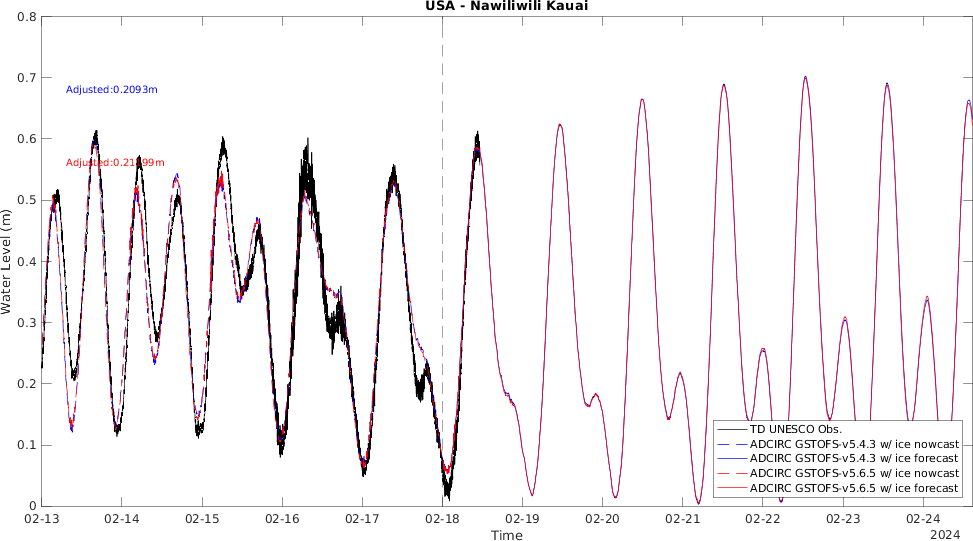 USA - Nawiliwili Kauai
0.8
0.7
0.6
0.5
0.4
0.3
0.2
0.1
0
Water Level (m)
Adjusted:0.2093m
TD UNESCO Obs.
ADCIRC GSTOFS-v5.4.3 w/ ice nowcast
ADCIRC GSTOFS-v5.4.3 w/ ice forecast
ADCIRC GSTOFS-v5.6.5 w/ ice nowcast
ADCIRC GSTOFS-v5.6.5 w/ ice forecast
02-13 02-14 02-15 02-16 02-17 02-18 02-19 02-20 02-21 02-22 02-23 02-24
2024
Time